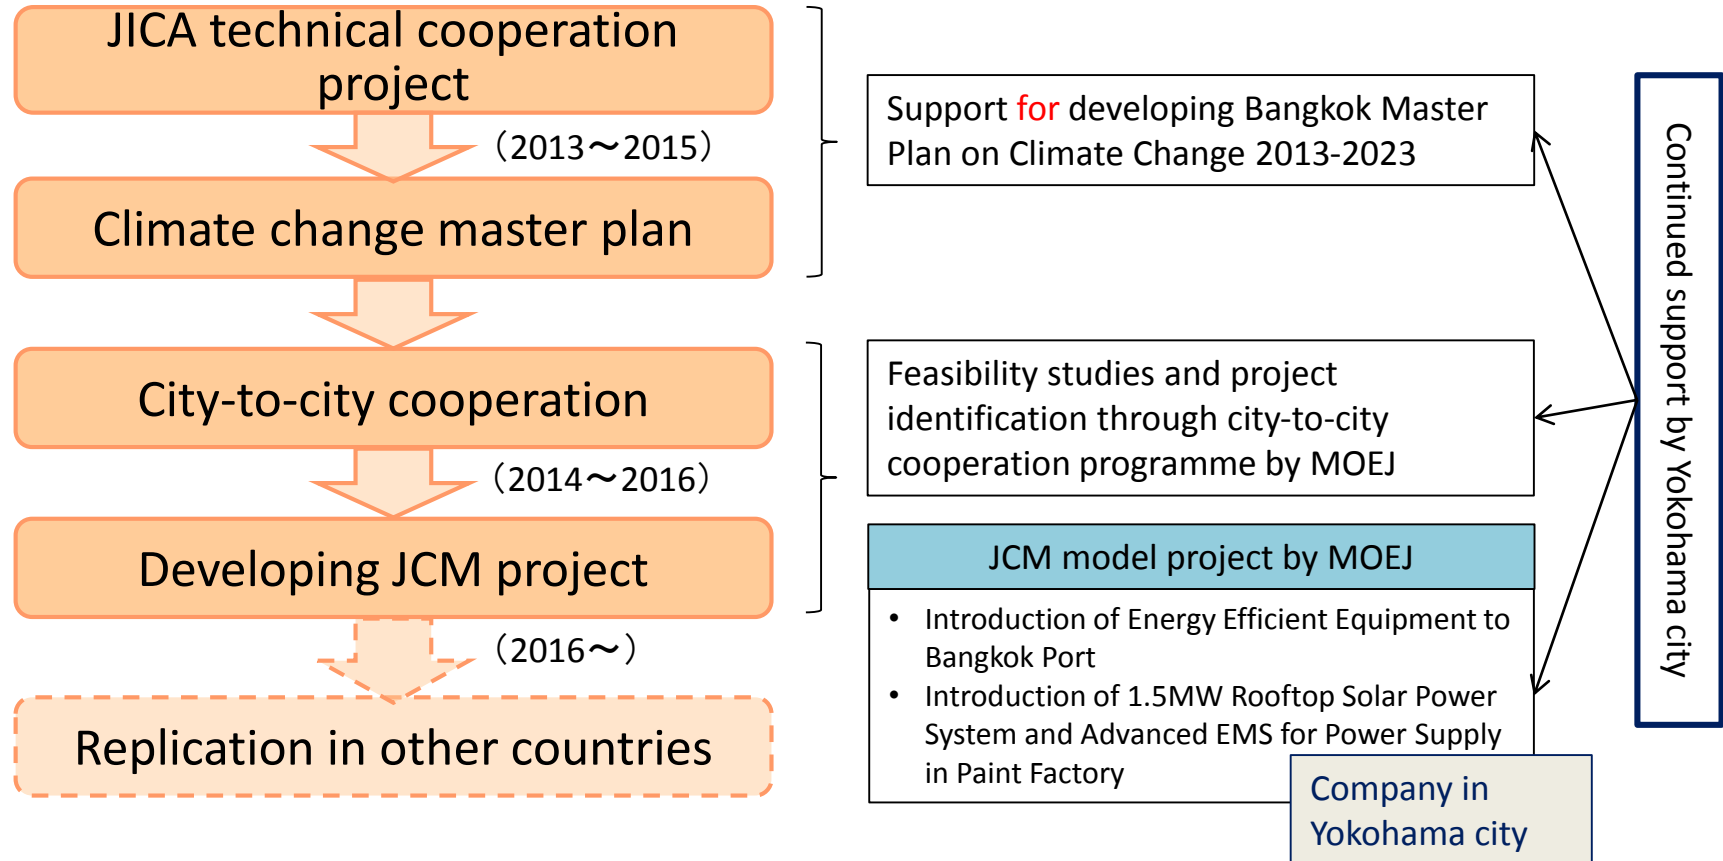 JICA technical cooperation
project
（2013～2015）
Climate change master plan
City-to-city cooperation
（2014～2016）
Developing JCM project
（2016～）
Replication in other countries
Support for developing Bangkok Master
Plan on Climate Change 2013-2023
Feasibility studies and project
identification through city-to-city
cooperation programme by MOEJ
JCM model project by MOEJ
• Introduction of Energy Efficient Equipment to
Bangkok Port
• Introduction of 1.5MW Rooftop Solar Power
System and Advanced EMS for Power Supply
in Paint Factory
Company in
Yokohama city
Continued support by Yokohama city